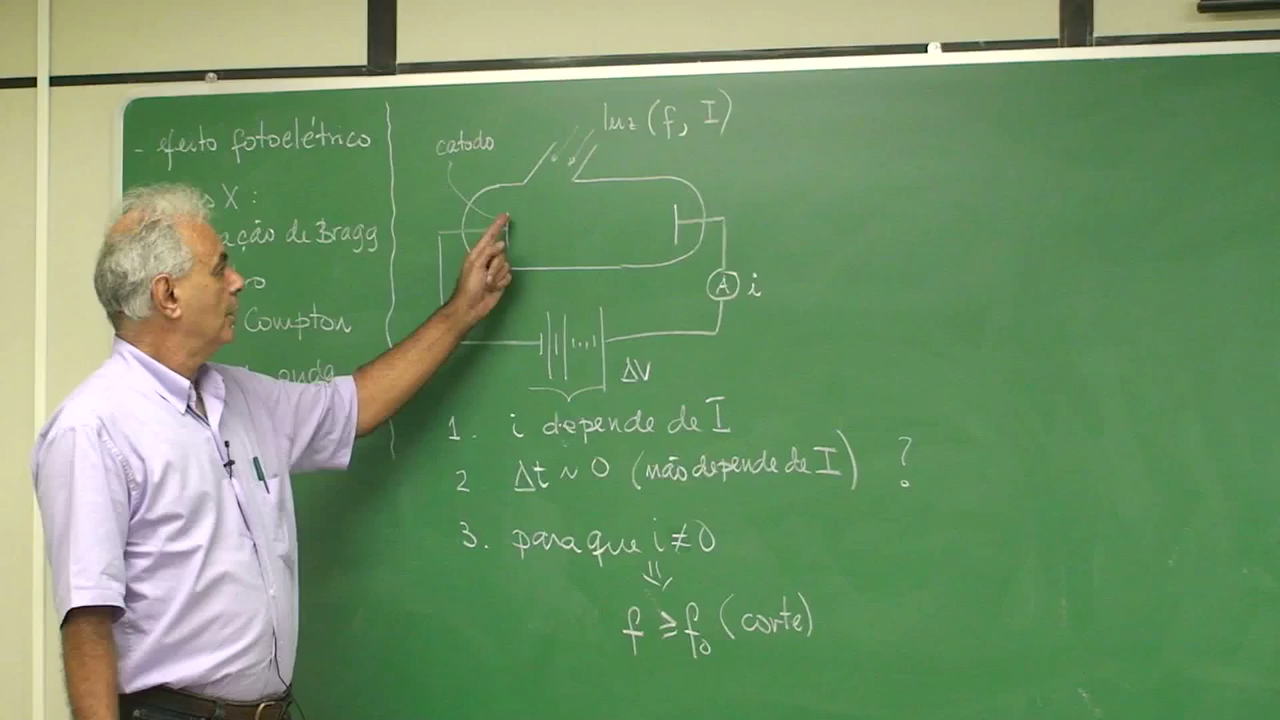 - efeito fotoelétrico
X :
ação de Bragg
Compton
onda
luz (f, I)
catodo
A i
ΔV
1. i depende de I
2 Δt ~ 0 (não depende de I) ?
3. para que i ≠ 0
⇓
f ≥ f₀ (corte)